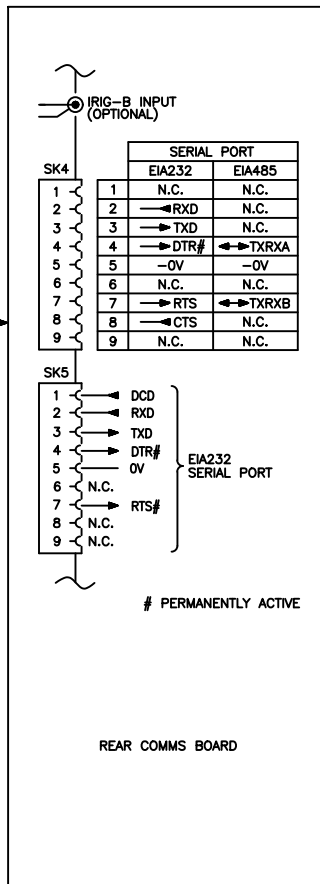 IRIG-B INPUT
(OPTIONAL)
SERIAL PORT
SK4 EIA232 EIA485
1 1 N.C. N.C.
2 2 RXD N.C.
3 3 TXD N.C.
4 4 DTR# TXRXA
5 5 -0V -0V
6 6 N.C. N.C.
7 7 RTS TXRXB
8 8 CTS N.C.
9 9 N.C. N.C.
SK5
1 DCD
2 RXD
3 TXD
4 DTR#
5 0V
6 N.C.
7 RTS#
8 N.C.
9 N.C.
EIA232
SERIAL PORT
# PERMANENTLY ACTIVE
REAR COMMS BOARD